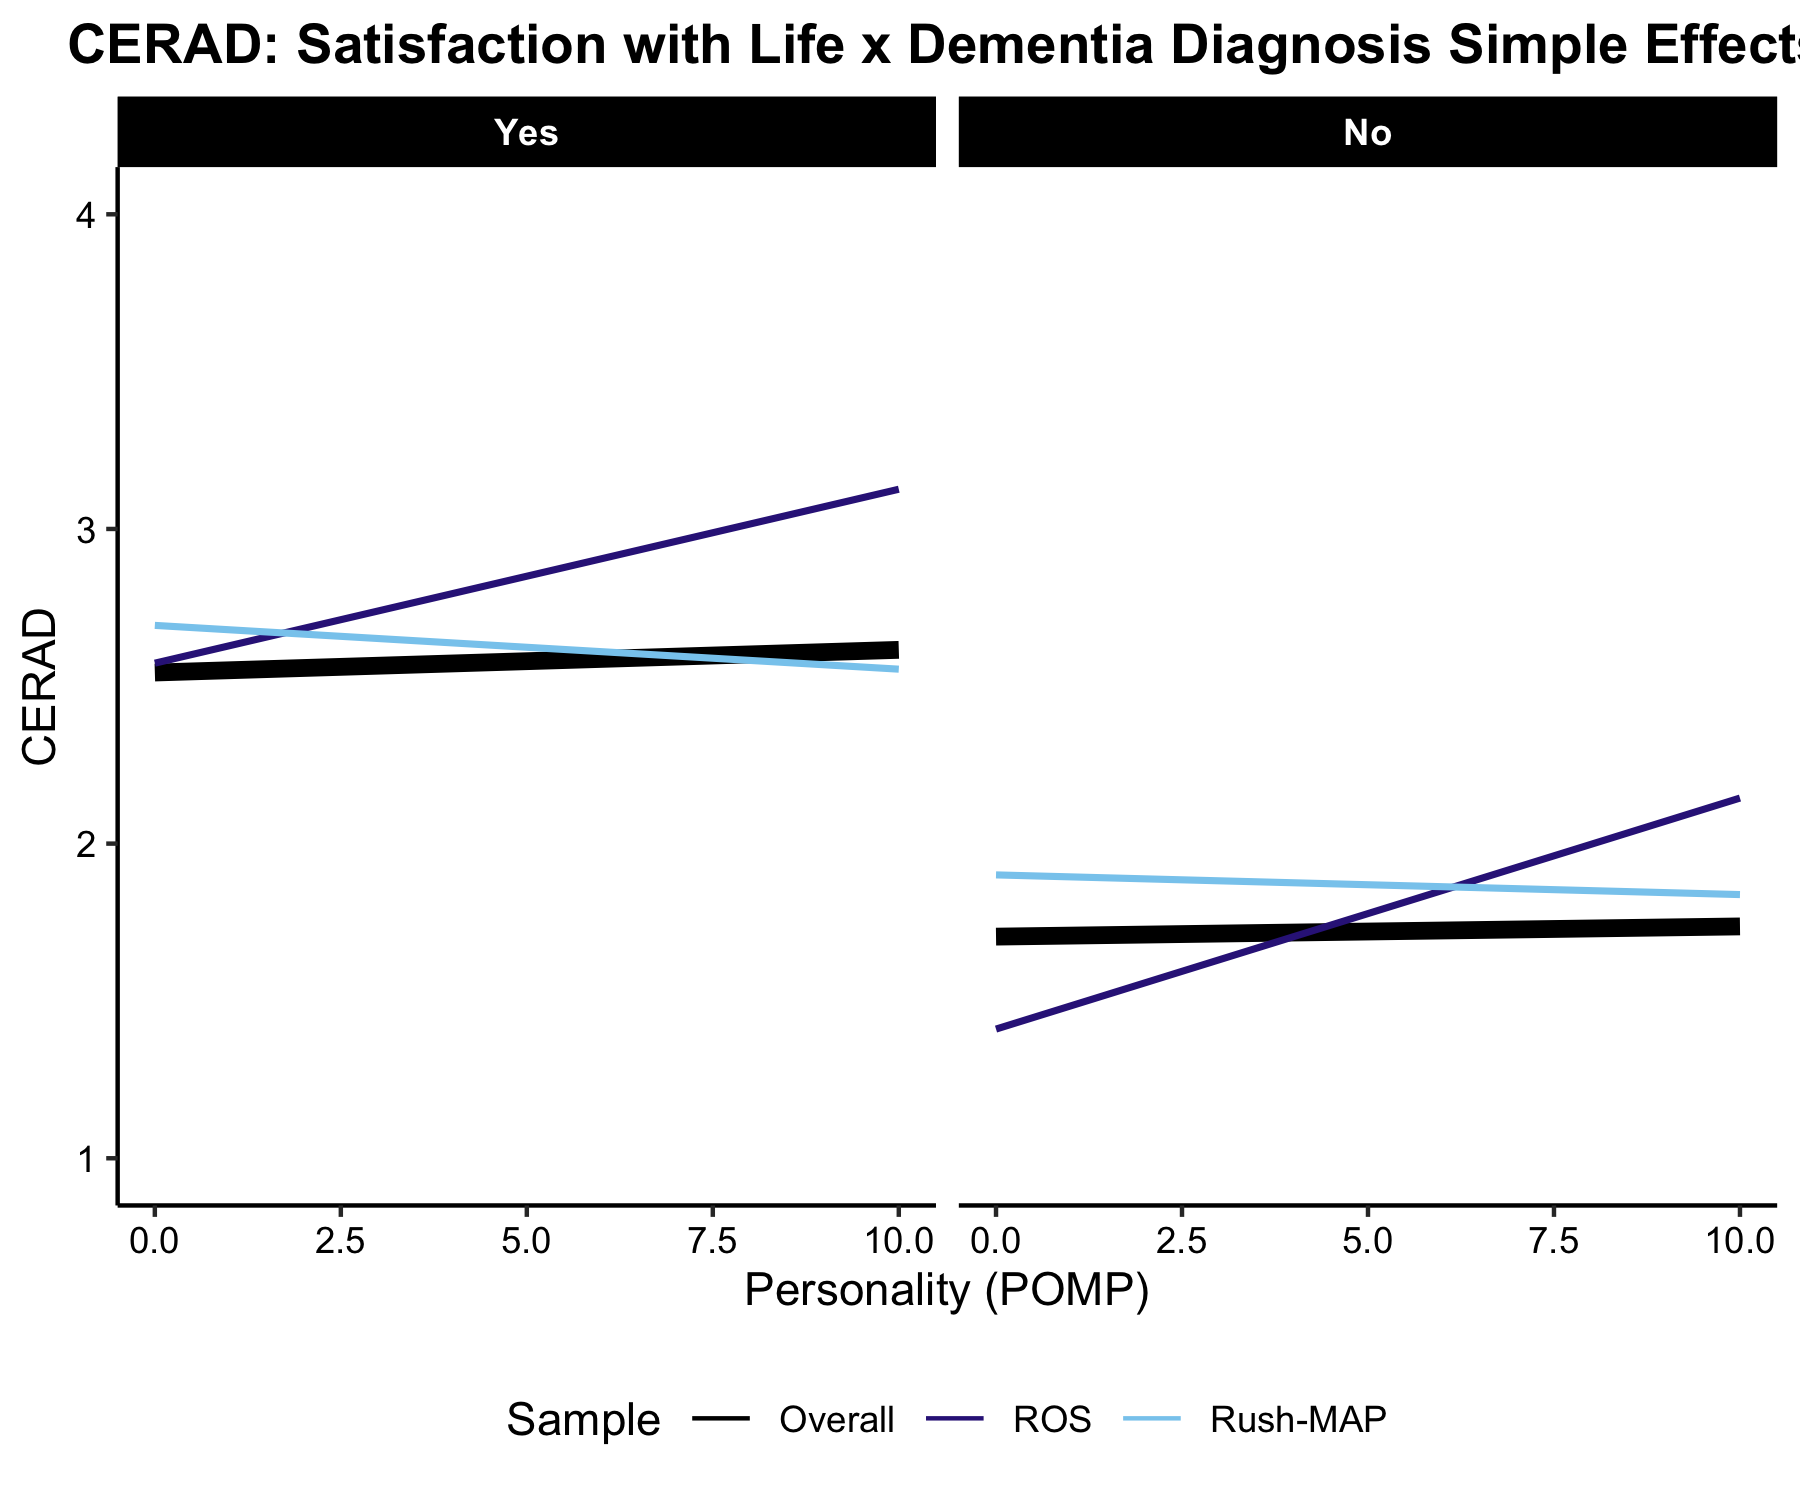 CERAD: Satisfaction with Life x Dementia Diagnosis Simple Effects
Yes No
4
3
2
1
CERAD
0.0 2.5 5.0 7.5 10.0 0.0 2.5 5.0 7.5 10.0
Personality (POMP)
Sample Overall ROS Rush-MAP